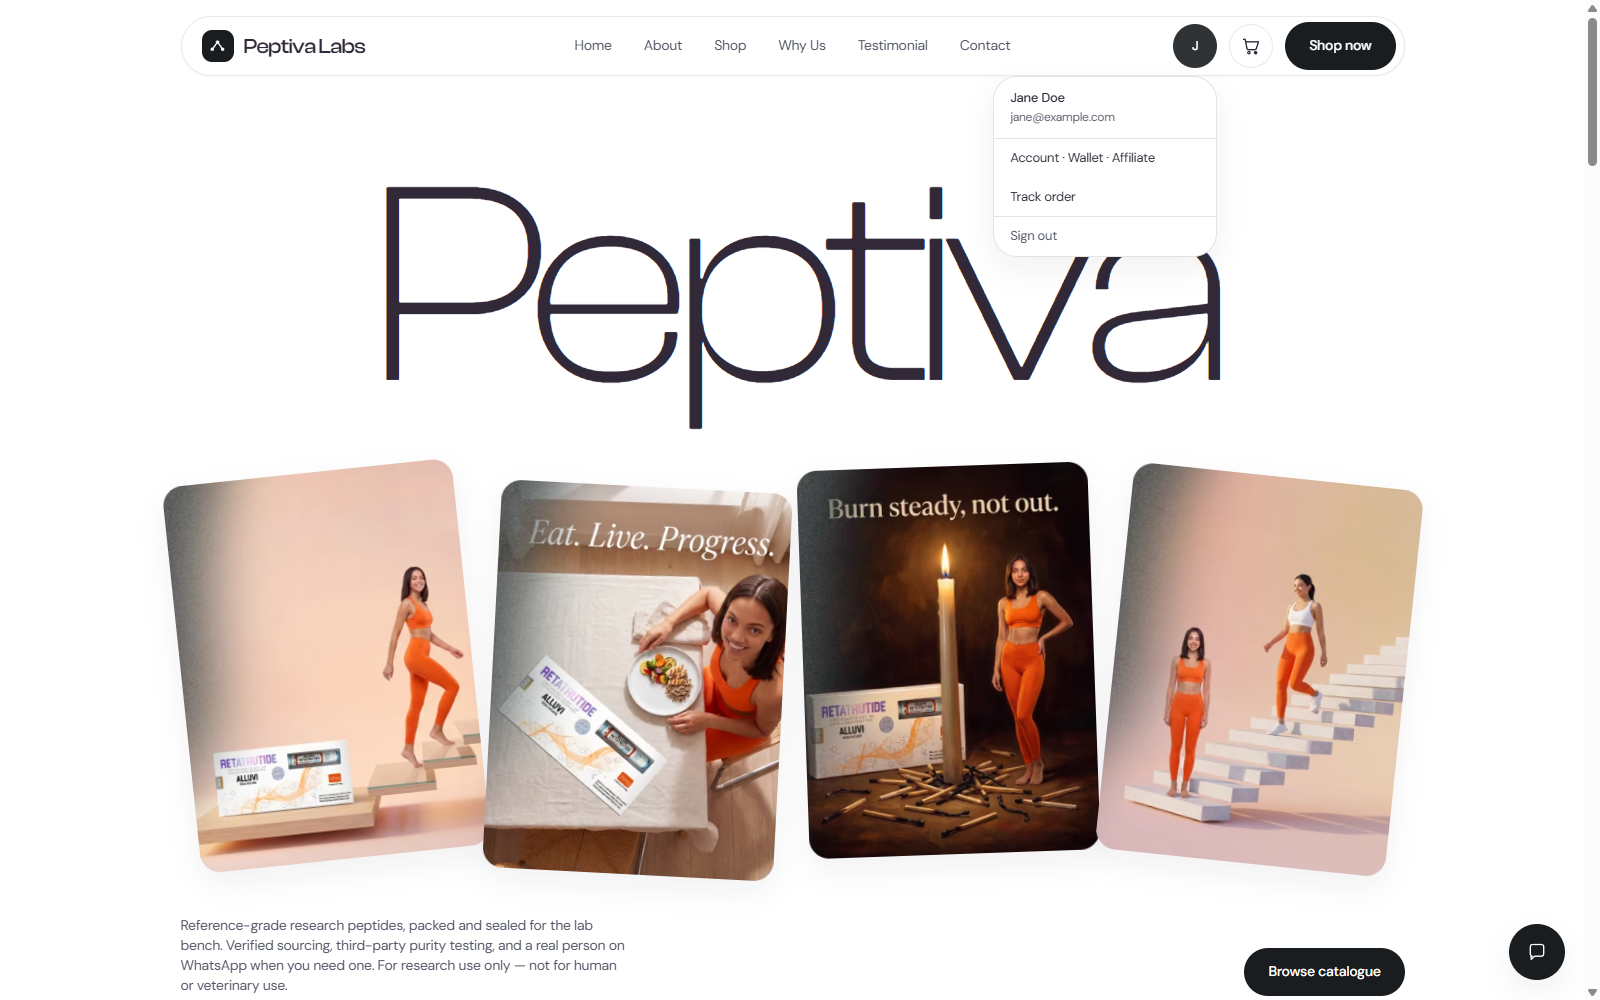 Peptiva Labs
Home
About
Shop
Why Us
Testimonial
Contact
J
Shop now
Jane Doe
jane@example.com
Account · Wallet · Affiliate
Track order
Sign out
Peptiva
RETATRUTIDE
ALLUVI
Eat. Live. Progress.
RETATRUTIDE
ALLUVI
Burn steady, not out.
RETATRUTIDE
ALLUVI
Reference-grade research peptides, packed and sealed for the lab
bench. Verified sourcing, third-party purity testing, and a real person on
WhatsApp when you need one. For research use only — not for human
or veterinary use.
Browse catalogue